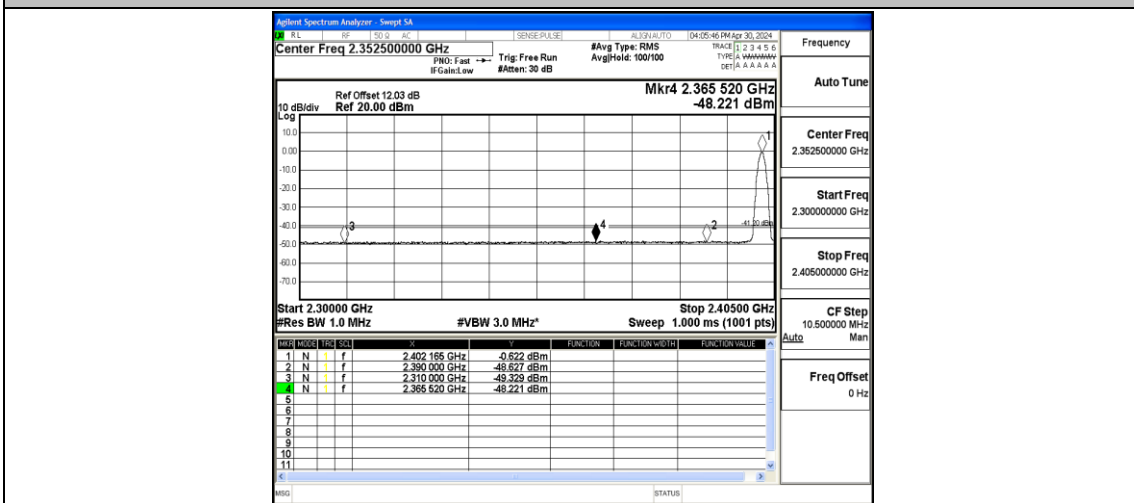 Agilent Spectrum Analyzer - Swept SA
RL RF 50 Ω AC SENSE:PULSE ALIGNAUTO 04:05:46 PM Apr 30, 2024
Center Freq 2.352500000 GHz
PNO: Fast
IFGain:Low
Trig: Free Run
#Atten: 30 dB
#Avg Type: RMS
Avg|Hold: 100/100
TRACE 1 2 3 4 5 6
TYPE A WWWWW
DET A A A A A A
Frequency
Auto Tune
Mkr4 2.365 520 GHz
-48.221 dBm
Ref Offset 12.03 dB
10 dB/div Ref 20.00 dBm
Log
10.0
0.00
-10.0
-20.0
-30.0
-40.0
-50.0
-60.0
-70.0
1
2
3
4
-41.20 dBm
Center Freq
2.352500000 GHz
Start Freq
2.300000000 GHz
Stop Freq
2.405000000 GHz
Start 2.30000 GHz Stop 2.40500 GHz
#Res BW 1.0 MHz #VBW 3.0 MHz* Sweep 1.000 ms (1001 pts)
CF Step
10.500000 MHz
Auto Man
Freq Offset
0 Hz
MKR MODE TRC SCL X Y FUNCTION FUNCTION WIDTH FUNCTION VALUE
1 N 1 f 2.402 165 GHz -0.622 dBm
2 N 1 f 2.390 000 GHz -48.627 dBm
3 N 1 f 2.310 000 GHz -49.329 dBm
4 N 1 f 2.365 520 GHz -48.221 dBm
5
6
7
8
9
10
11
MSG STATUS